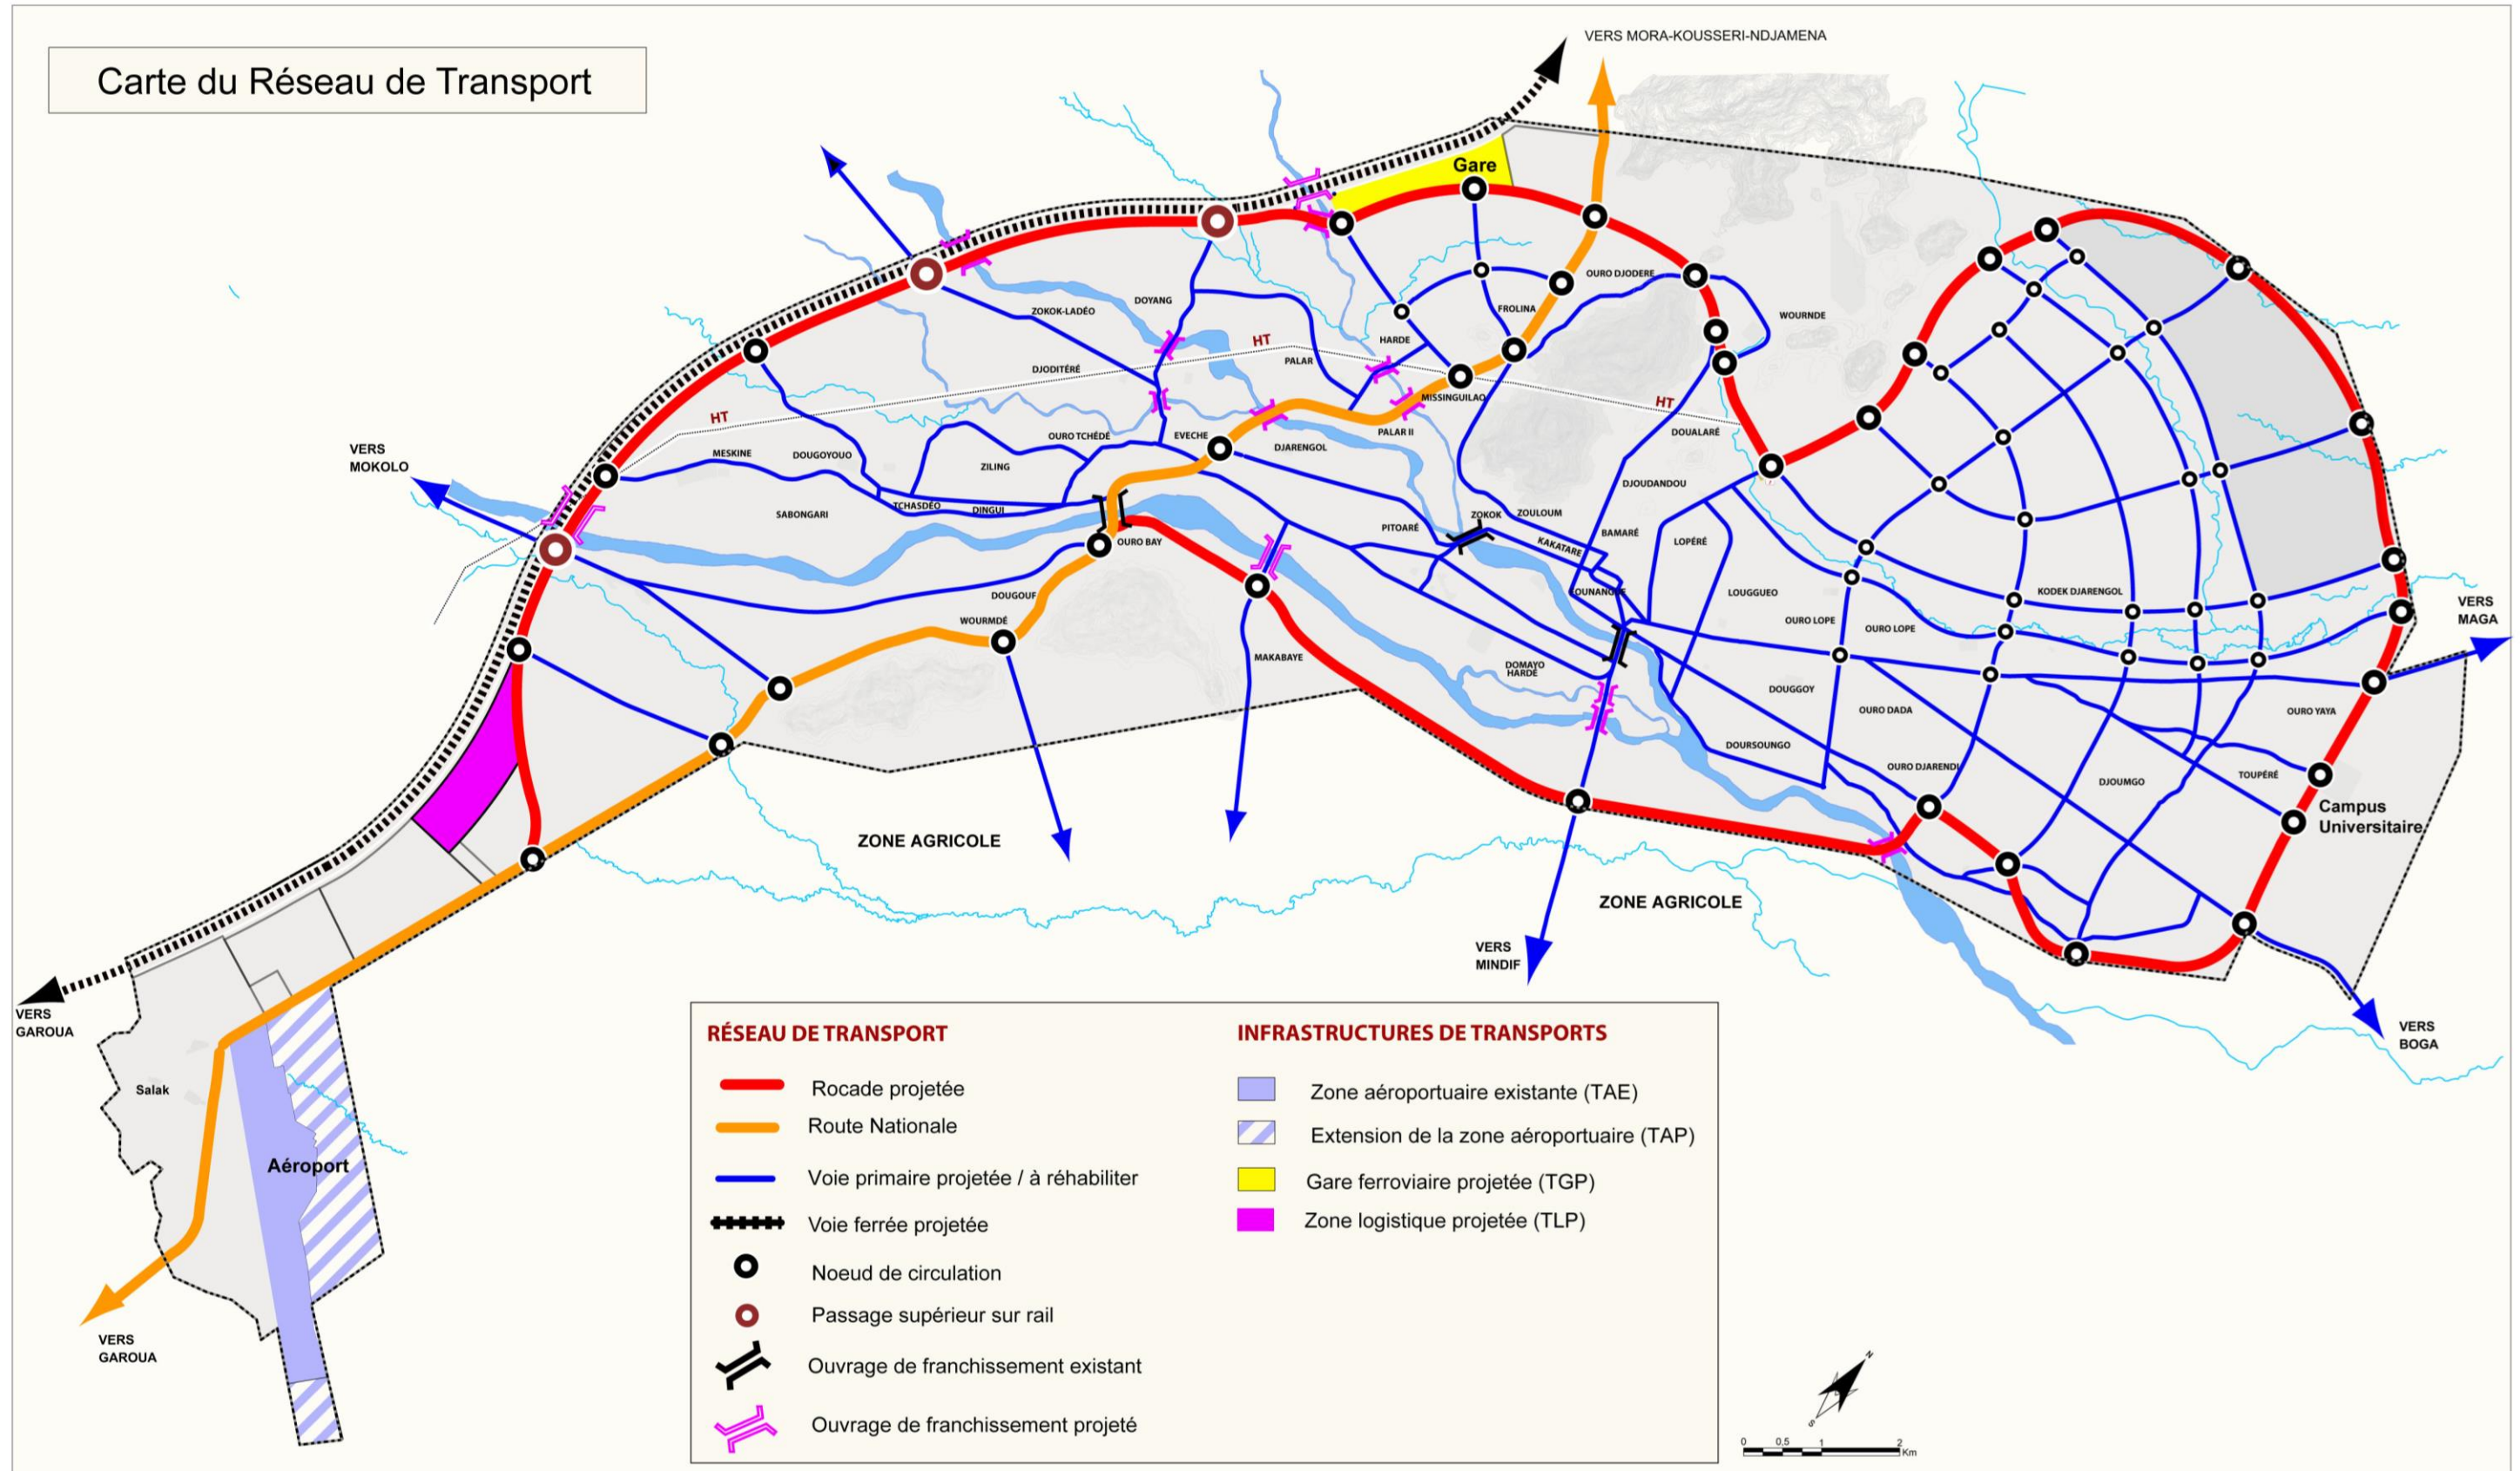 Carte du Réseau de Transport
VERS MORA-KOUSSERI-NDJAMENA
Gare
OURO DJODERE
FROLINA
WOURNDE
DOYANG
ZOKOK-LADÉO
HT
HARDE
PALAR
DJODITÉRÉ
MISSINGUILAO
HT
HT
PALAR II
DOUALARÉ
EVECHE
OURO TCHÉDÉ
DJARENGOL
VERS
MOKOLO
MESKINE
DOUGOYOUO
ZILING
DJOUDANDOU
SABONGARI
TCHASDÉO
DINGUI
ZOKOK
ZOULOUM
PITOARÉ
BAMARÉ
OURO BAY
KAKATARE
LOPÉRÉ
DOUGOUF
LOUGGUEO
KODEK DJARENGOL
WOURMDÉ
OURO LOPE
OURO LOPE
VERS
MAGA
MAKABAYE
DOMAYO
HARDE
DOUGGOY
OURO DADA
OURO YAYA
DOURSOUNGO
OURO DJARENDI
DJOUMGO
TOUPÉRÉ
Campus
Universitaire
ZONE AGRICOLE
ZONE AGRICOLE
VERS
MINDIF
VERS
GAROUA
VERS
BOGA
Salak
Aéroport
VERS
GAROUA
RÉSEAU DE TRANSPORT
Rocade projetée
Route Nationale
Voie primaire projetée / à réhabiliter
Voie ferrée projetée
Noeud de circulation
Passage supérieur sur rail
Ouvrage de franchissement existant
Ouvrage de franchissement projeté
INFRASTRUCTURES DE TRANSPORTS
Zone aéroportuaire existante (TAE)
Extension de la zone aéroportuaire (TAP)
Gare ferroviaire projetée (TGP)
Zone logistique projetée (TLP)
N
S
0 0,5 1 2
Km